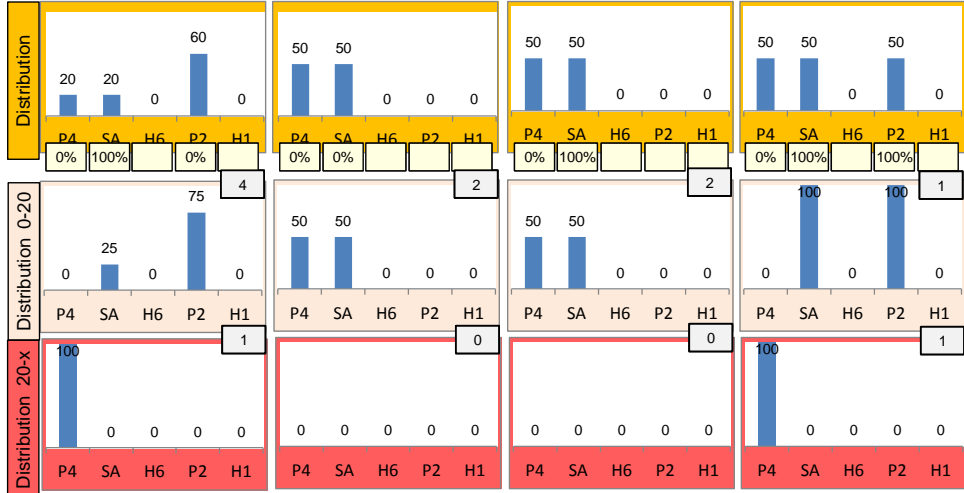 Distribution
60
20 20 0 0
P4 SA H6 P2 H1
50 50 0 0 0
P4 SA H6 P2 H1
50 50 0 0 0
P4 SA H6 P2 H1
50 50 0 50 0
P4 SA H6 P2 H1
0% 100% 0%
0% 0%
0% 100%
0% 100% 100%
Distribution 0-20
4
0 25 0 75 0
P4 SA H6 P2 H1
2
50 50 0 0 0
P4 SA H6 P2 H1
2
50 50 0 0 0
P4 SA H6 P2 H1
1
0 100 0 100 0
P4 SA H6 P2 H1
Distribution 20-x
1
100 0 0 0 0
P4 SA H6 P2 H1
0
0 0 0 0 0
P4 SA H6 P2 H1
0
0 0 0 0 0
P4 SA H6 P2 H1
1
100 0 0 0 0
P4 SA H6 P2 H1